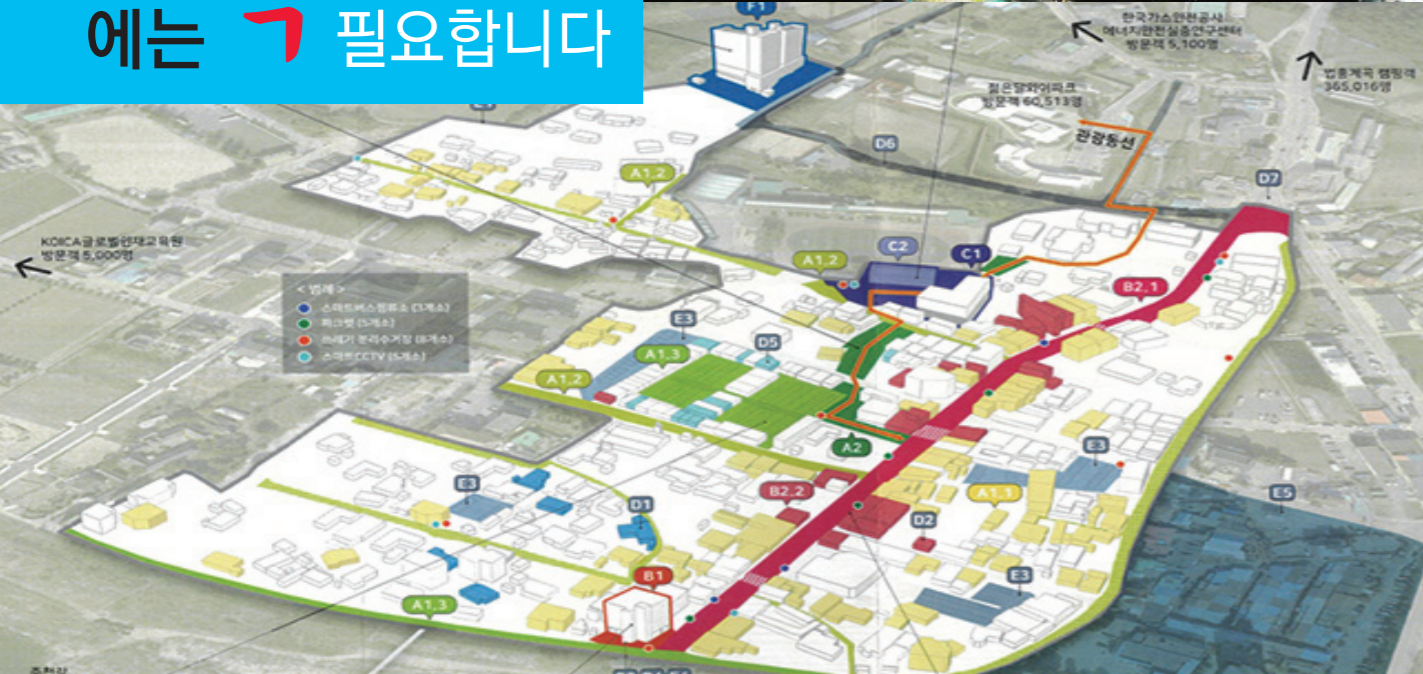 에는 ㄱ 필요합니다
F1
한국가스안전공사
에너지안전실증연구센터
방문객 5,100명
법흥계곡 캠핑객
365,016명
젊은달와이파크
방문객 60,513명
관광동선
D6
D7
A1,2
KOICA글로벌인재교육원
방문객 5,000명
A1,2
C2
C1
B2,1
< 범례 >
스마트버스정류소 (3개소)
파크렛 (5개소)
쓰레기 분리수거장 (8개소)
스마트CCTV (5개소)
E3
A1,3
D5
A1,2
A2
E3
B2,2
A1,1
E3
D1
D2
E5
B1
E3
A1,3
주천강